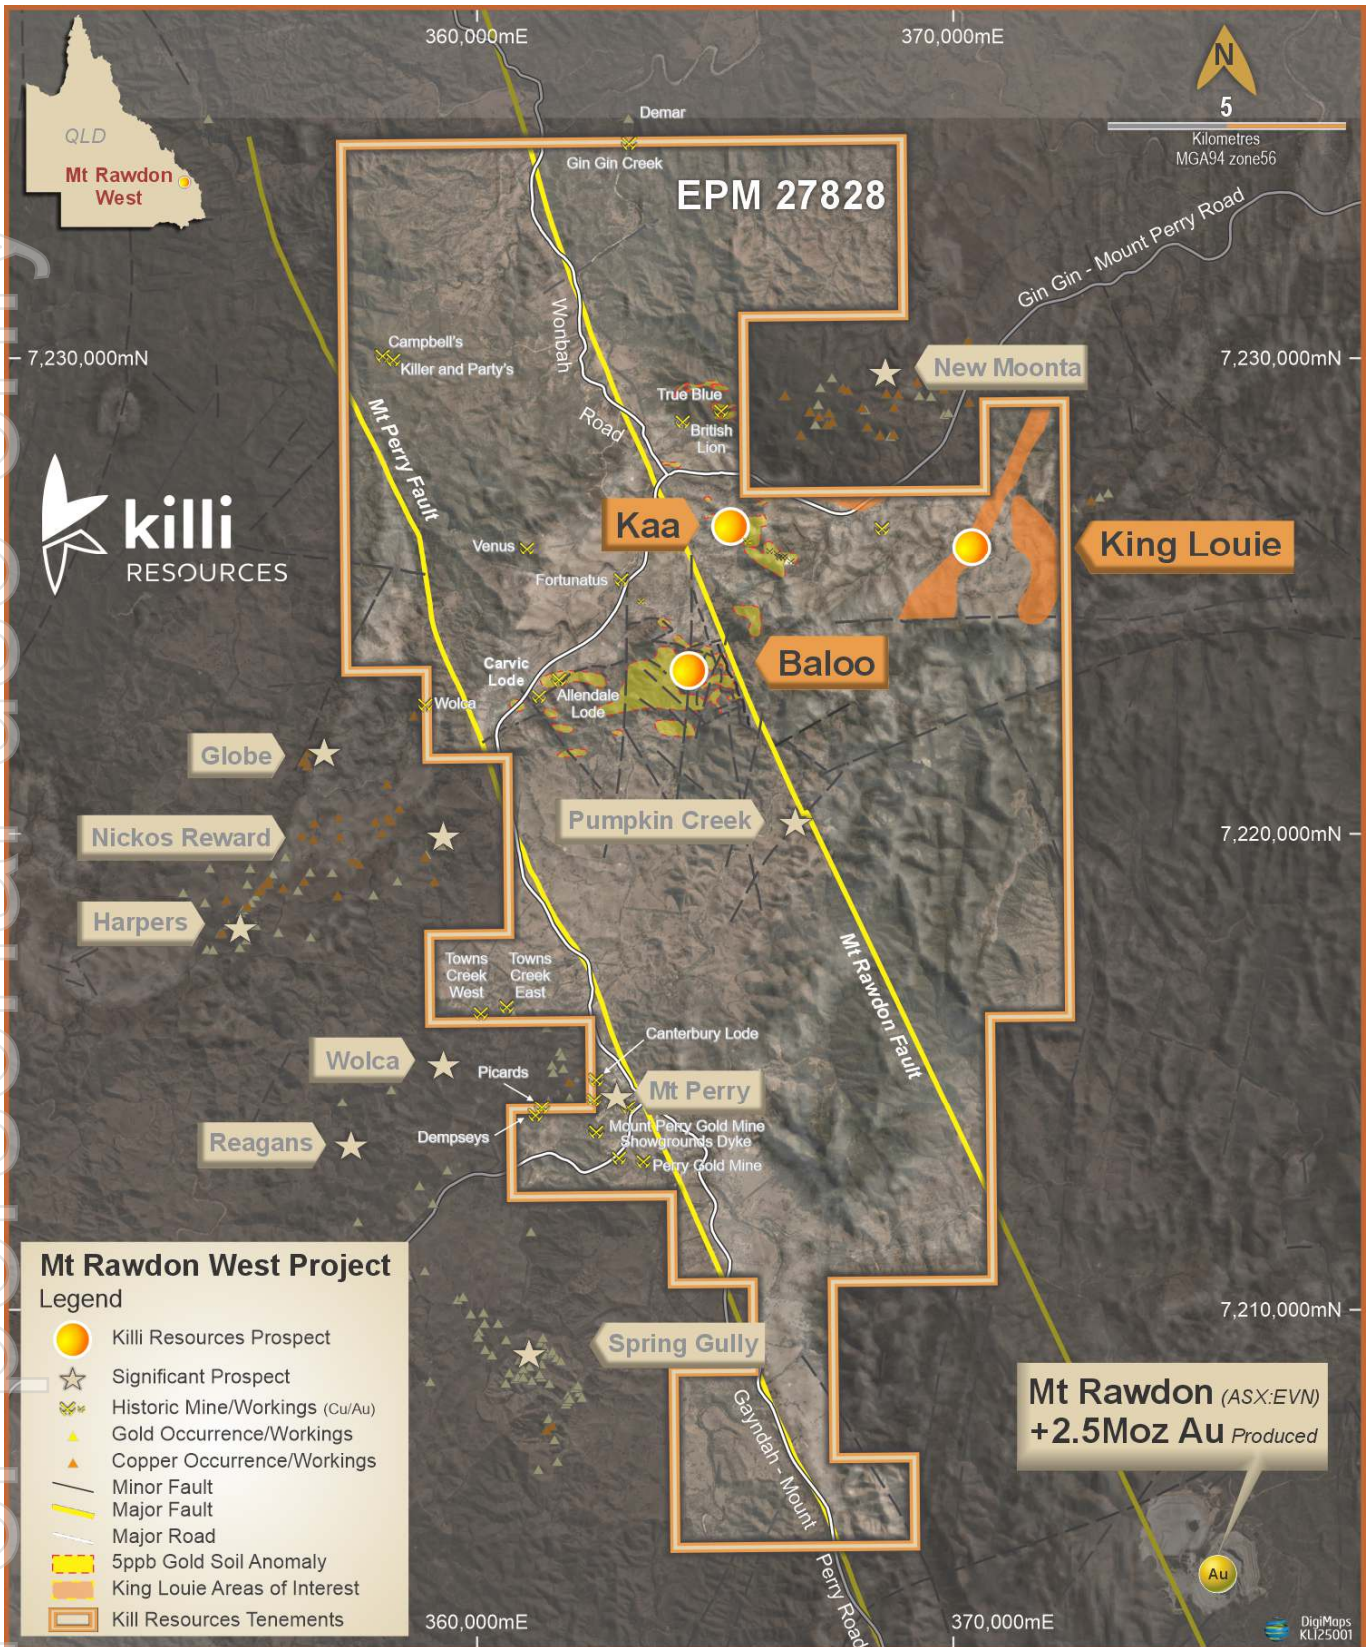 360,000mE
370,000mE
N
5
Kilometres
MGA94 zone56
QLD
Mt Rawdon
West
Demar
Gin Gin Creek
EPM 27828
Gin Gin - Mount Perry Road
7,230,000mN
7,230,000mN
Campbell's
Killer and Party's
Wonbah
Road
New Moonta
True Blue
British
Lion
Mt Perry Fault
killi
RESOURCES
Kaa
King Louie
Venus
Fortunatus
Baloo
Carvic
Lode
Allendale
Lode
Wolca
Globe
Pumpkin Creek
Nickos Reward
7,220,000mN
Harpers
Towns
Creek
West
Towns
Creek
East
Mt Rawdon Fault
Canterbury Lode
Wolca
Picards
Mt Perry
Dempseys
Mount Perry Gold Mine
Showgrounds Dyke
Reagans
Perry Gold Mine
Mt Rawdon West Project
Legend
Killi Resources Prospect
Significant Prospect
Historic Mine/Workings (Cu/Au)
Gold Occurrence/Workings
Copper Occurrence/Workings
Minor Fault
Major Fault
Major Road
5ppb Gold Soil Anomaly
King Louie Areas of Interest
Kill Resources Tenements
7,210,000mN
Spring Gully
Gayndah - Mount
Perry Road
Mt Rawdon (ASX:EVN)
+2.5Moz Au Produced
Au
360,000mE
370,000mE
DigiMaps
KLI25001